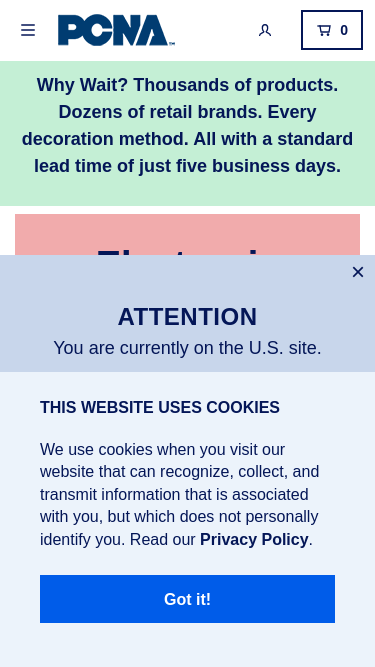 PCNA
0
Why Wait? Thousands of products.
Dozens of retail brands. Every
decoration method. All with a standard
lead time of just five business days.
ATTENTION
You are currently on the U.S. site.
THIS WEBSITE USES COOKIES
We use cookies when you visit our
website that can recognize, collect, and
transmit information that is associated
with you, but which does not personally
identify you. Read our Privacy Policy.
Got it!